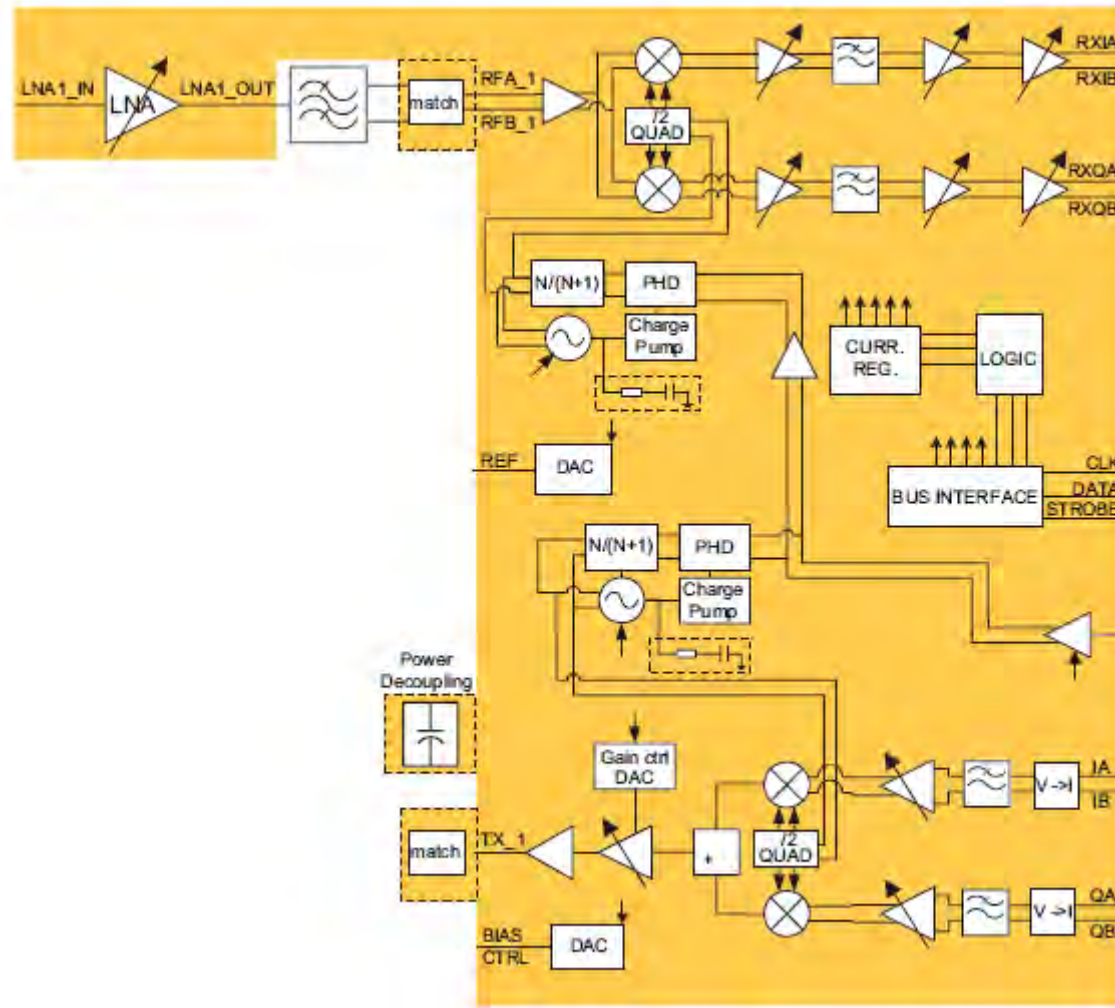 RXIA
RXIB
LNA1_IN
LNA
LNA1_OUT
match
RFA_1
RFB_1
/2
QUAD
RXQA
RXQB
N/(N+1)
PHD
Charge
Pump
CURR.
REG.
LOGIC
REF
DAC
BUS INTERFACE
CLK
DATA
STROBE
N/(N+1)
PHD
Charge
Pump
Power
Decoupling
Gain ctrl
DAC
IA
IB
V ->I
match
TX_1
+
/2
QUAD
QA
QB
V ->I
BIAS
CTRL
DAC